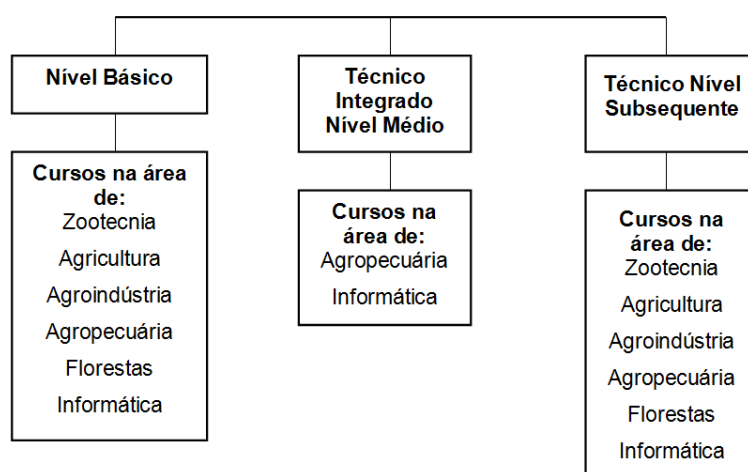 Nível Básico
Cursos na área
de:
Zootecnia
Agricultura
Agroindústria
Agropecuária
Florestas
Informática
Técnico
Integrado
Nível Médio
Cursos na
área de:
Agropecuária
Informática
Técnico Nível
Subsequente
Cursos na
área de:
Zootecnia
Agricultura
Agroindústria
Agropecuária
Florestas
Informática